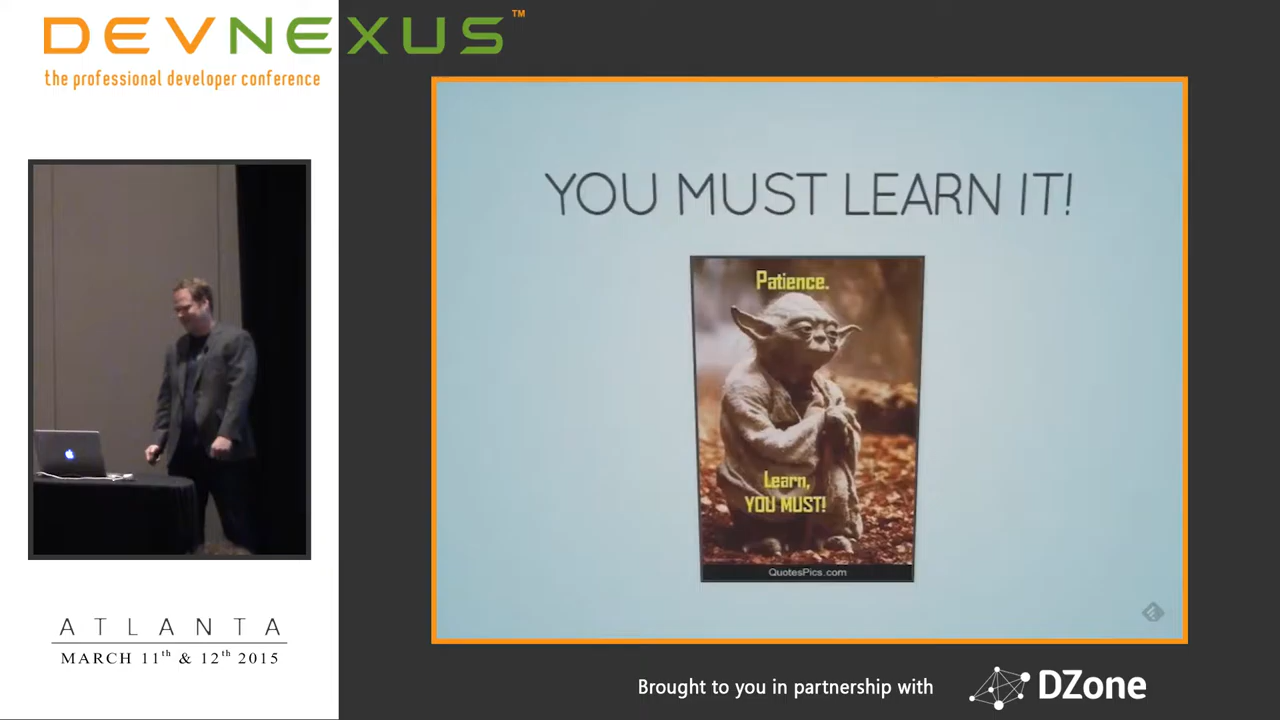 DEVNEXUS™
the professional developer conference
YOU MUST LEARN IT!
Patience.
Learn,
YOU MUST!
QuotesPics.com
ATLANTA
MARCH 11th & 12th 2015
Brought to you in partnership with
DZone